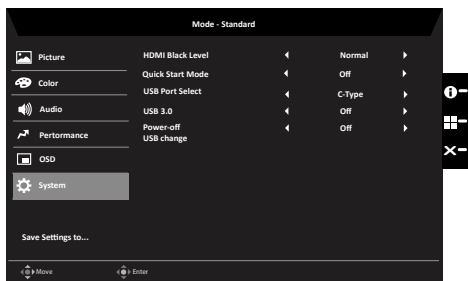 Mode - Standard
Picture
Color
Audio
Pertormance
OSD
System
Save Settings to...
HDMI Black Level Normal
Quick Start Mode Off
USB Port Select C-Type
USB 3.0 Off
Power-off
USB change Off
Move Enter